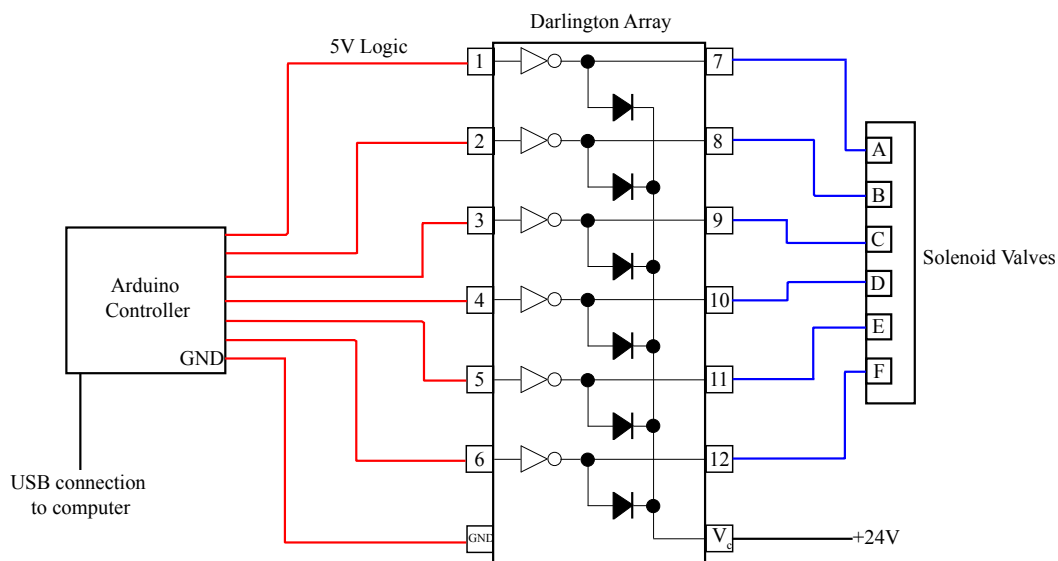 Darlington Array
5V Logic
1
7
2
8
A
B
3
9
C
Solenoid Valves
Arduino
Controller
GND
4
10
D
E
5
11
F
6
12
USB connection
to computer
GND
Vc
+24V